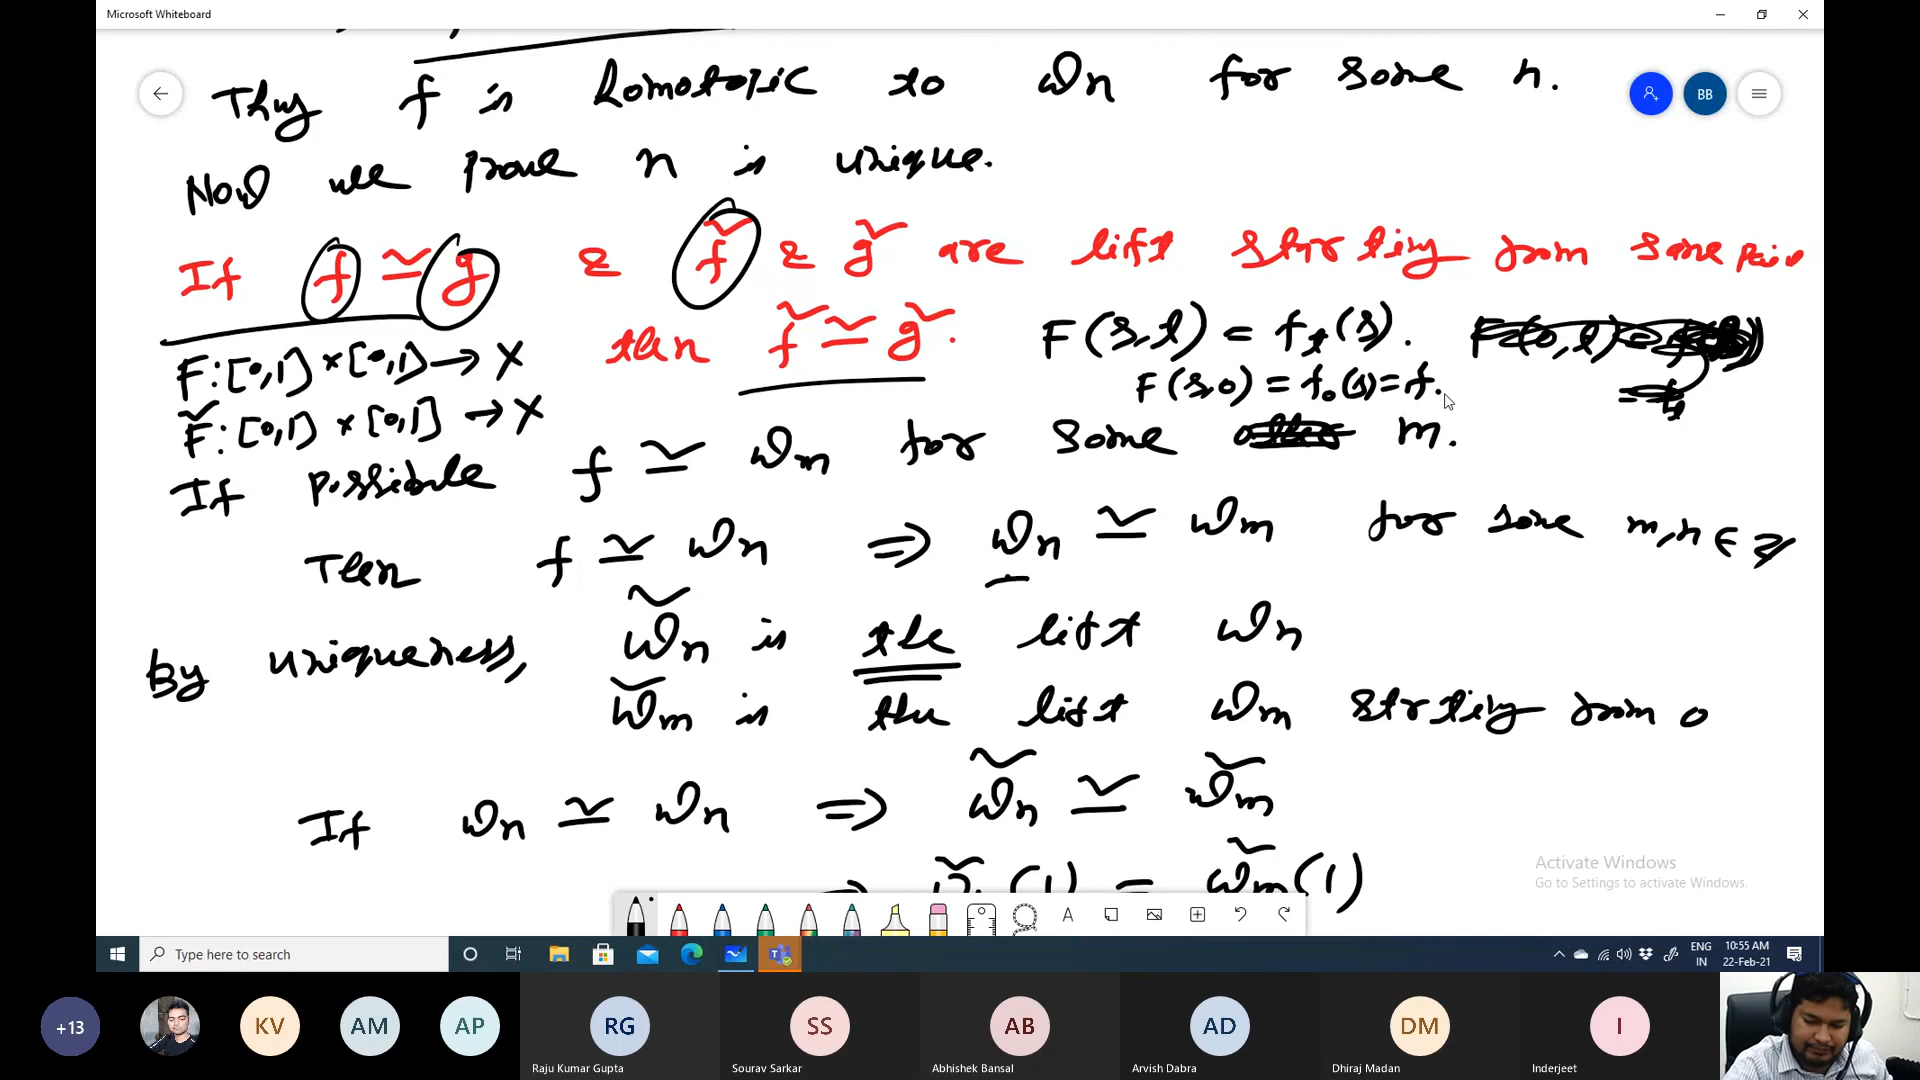 Microsoft Whiteboard
Thus f is homotopic to ωn for some n.
BB
Now we prove n is unique.
If f ≃ g & f̃ & g̃ are lift starting from same point
then f̃ ≃ g̃.
F(s,t) = ft(s).
F:[0,1] × [0,1] → X
F(s,0) = f0(s) = f.
F̃:[0,1] × [0,1] → X
If possible f ≃ ωm for some m.
Then f ≃ ωn ⇒ ωn ≃ ωm for some m,n ∈ ℤ
By uniqueness, ω̃n is the lift ωn
ω̃m is the lift ωm starting from 0
If ωn ≃ ωn ⇒ ω̃n ≃ ω̃m
⇒ (1) = ω̃m(1)
Activate Windows
Go to Settings to activate Windows.
Type here to search
ENG
IN
10:55 AM
22-Feb-21
+13
KV
AM
AP
RG
SS
AB
AD
DM
I
Raju Kumar Gupta
Sourav Sarkar
Abhishek Bansal
Arvish Dabra
Dhiraj Madan
Inderjeet